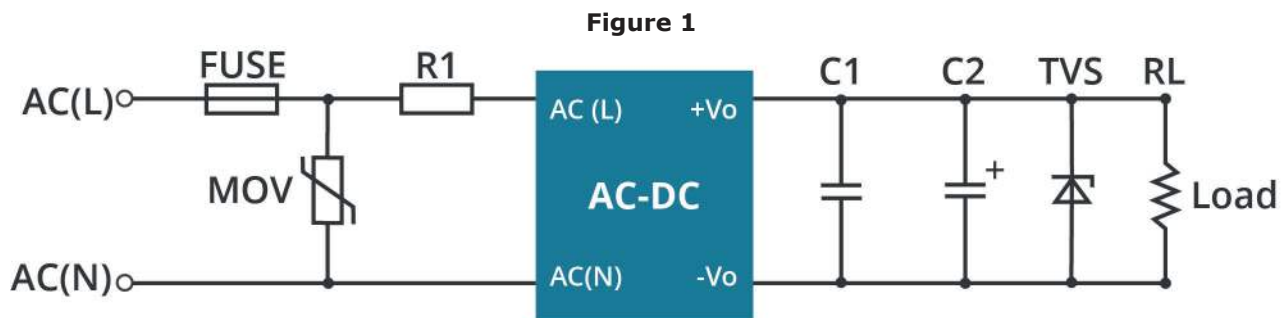 Figure 1
FUSE R1 C1 C2 TVS RL
AC(L) AC (L) +Vo
MOV AC-DC + Load
AC(N) AC(N) -Vo